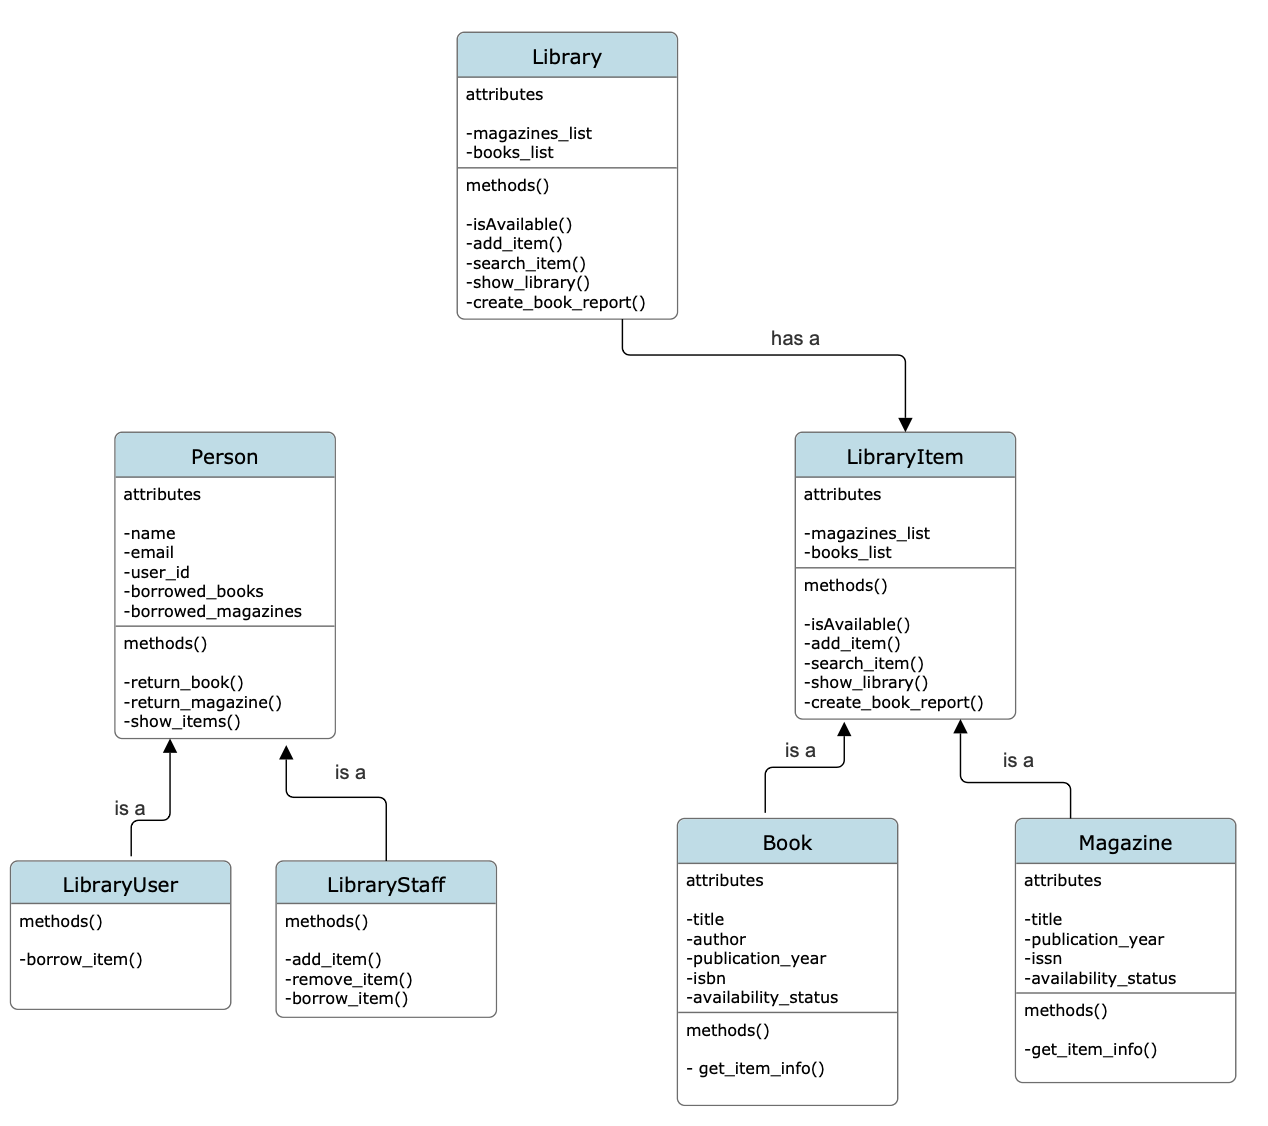 Library
attributes
-magazines_list
-books_list
methods()
-isAvailable()
-add_item()
-search_item()
-show_library()
-create_book_report()
has a
Person
attributes
-name
-email
-user_id
-borrowed_books
-borrowed_magazines
methods()
-return_book()
-return_magazine()
-show_items()
LibraryItem
attributes
-magazines_list
-books_list
methods()
-isAvailable()
-add_item()
-search_item()
-show_library()
-create_book_report()
is a
is a
is a
is a
LibraryUser
methods()
-borrow_item()
LibraryStaff
methods()
-add_item()
-remove_item()
-borrow_item()
Book
attributes
-title
-author
-publication_year
-isbn
-availability_status
methods()
- get_item_info()
Magazine
attributes
-title
-publication_year
-issn
-availability_status
methods()
-get_item_info()